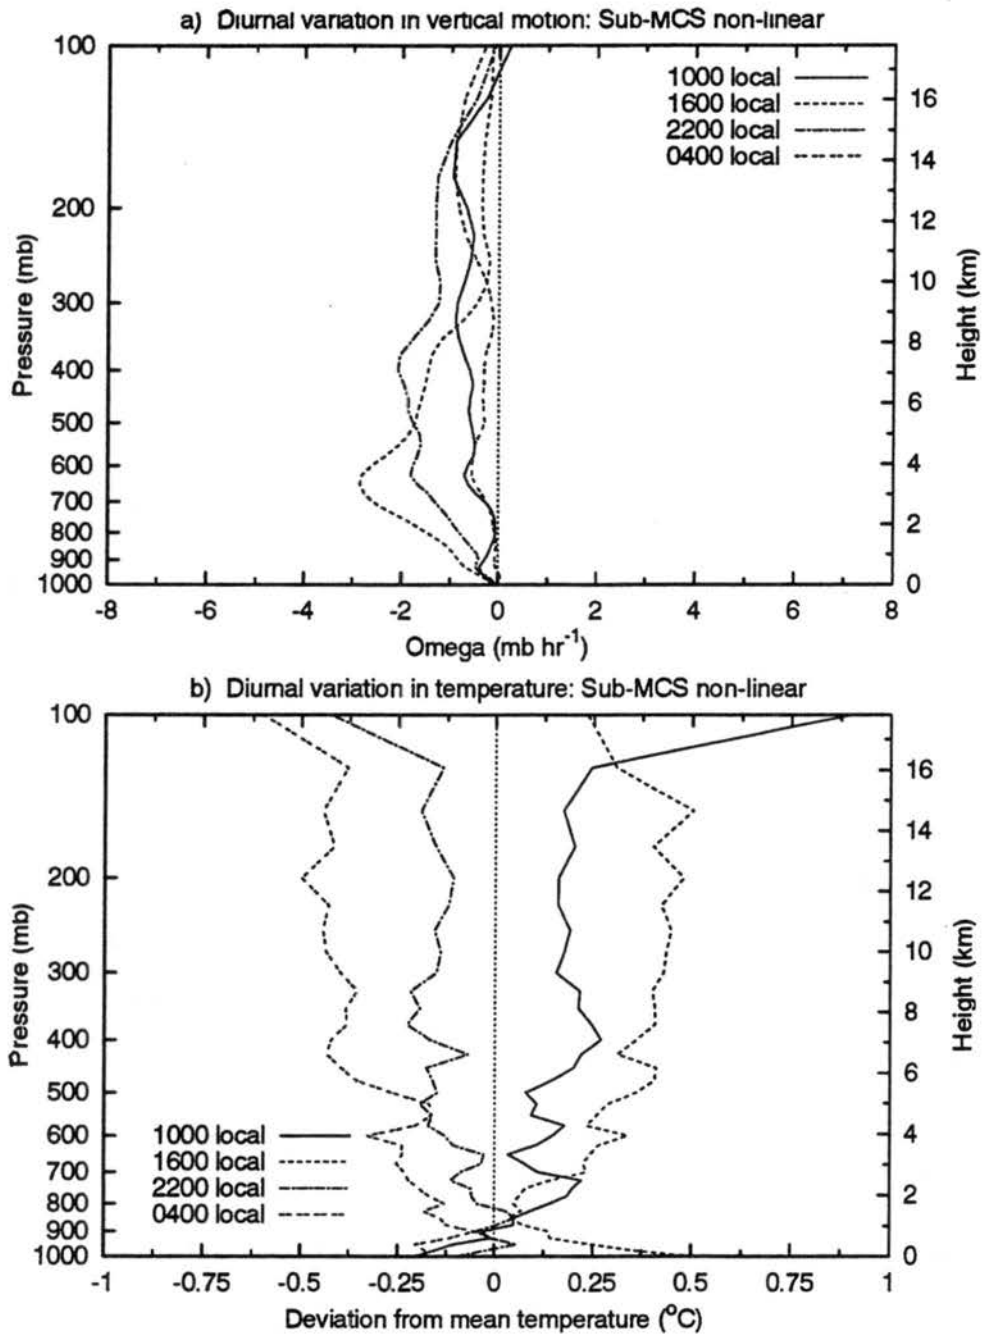 a) Diurnal variation in vertical motion: Sub-MCS non-linear
100
200
300
400
500
600
700
800
900
1000
Pressure (mb)
1000 local
1600 local
2200 local
0400 local
16
14
12
10
8
6
4
2
0
Height (km)
-8 -6 -4 -2 0 2 4 6 8
Omega (mb hr-1)
b) Diurnal variation in temperature: Sub-MCS non-linear
100
200
300
400
500
600
700
800
900
1000
Pressure (mb)
1000 local
1600 local
2200 local
0400 local
16
14
12
10
8
6
4
2
0
Height (km)
-1 -0.75 -0.5 -0.25 0 0.25 0.5 0.75 1
Deviation from mean temperature (°C)